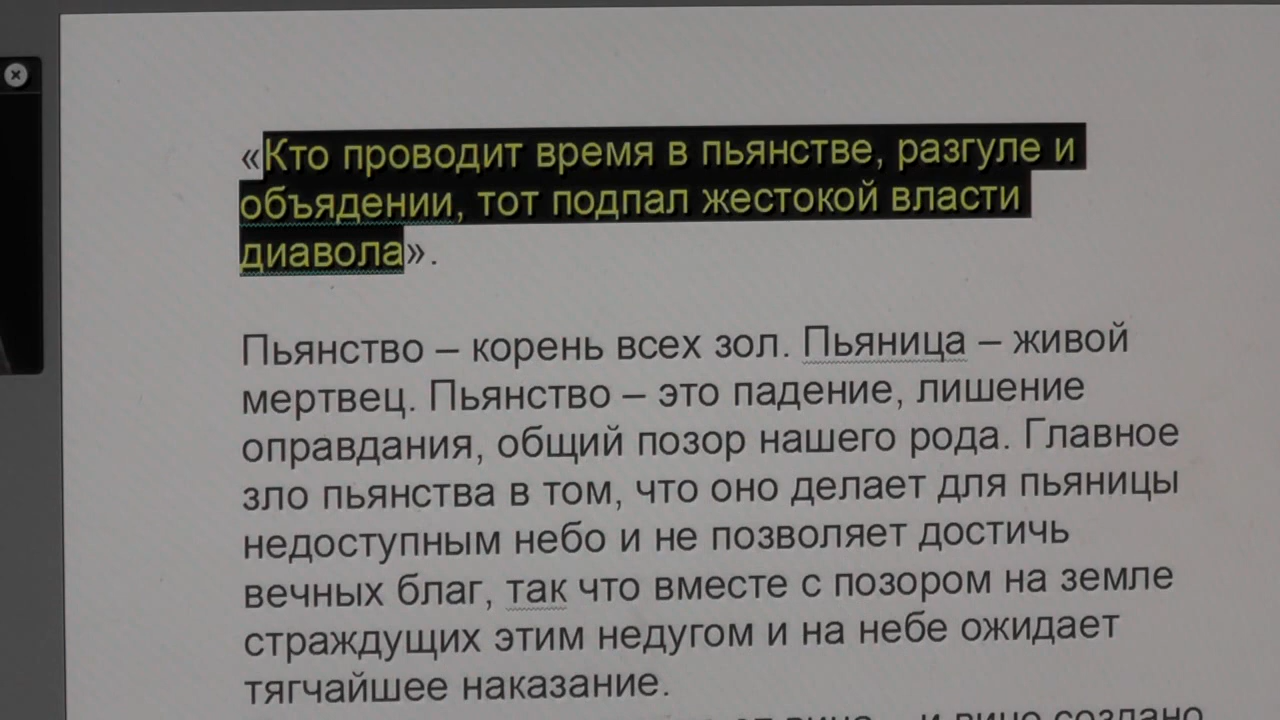 «Кто проводит время в пьянстве, разгуле и
объядении, тот подпал жестокой власти
диавола».
Пьянство – корень всех зол. Пьяница – живой
мертвец. Пьянство – это падение, лишение
оправдания, общий позор нашего рода. Главное
зло пьянства в том, что оно делает для пьяницы
недоступным небо и не позволяет достичь
вечных благ, так что вместе с позором на земле
страждущих этим недугом и на небе ожидает
тягчайшее наказание.
и вино создано